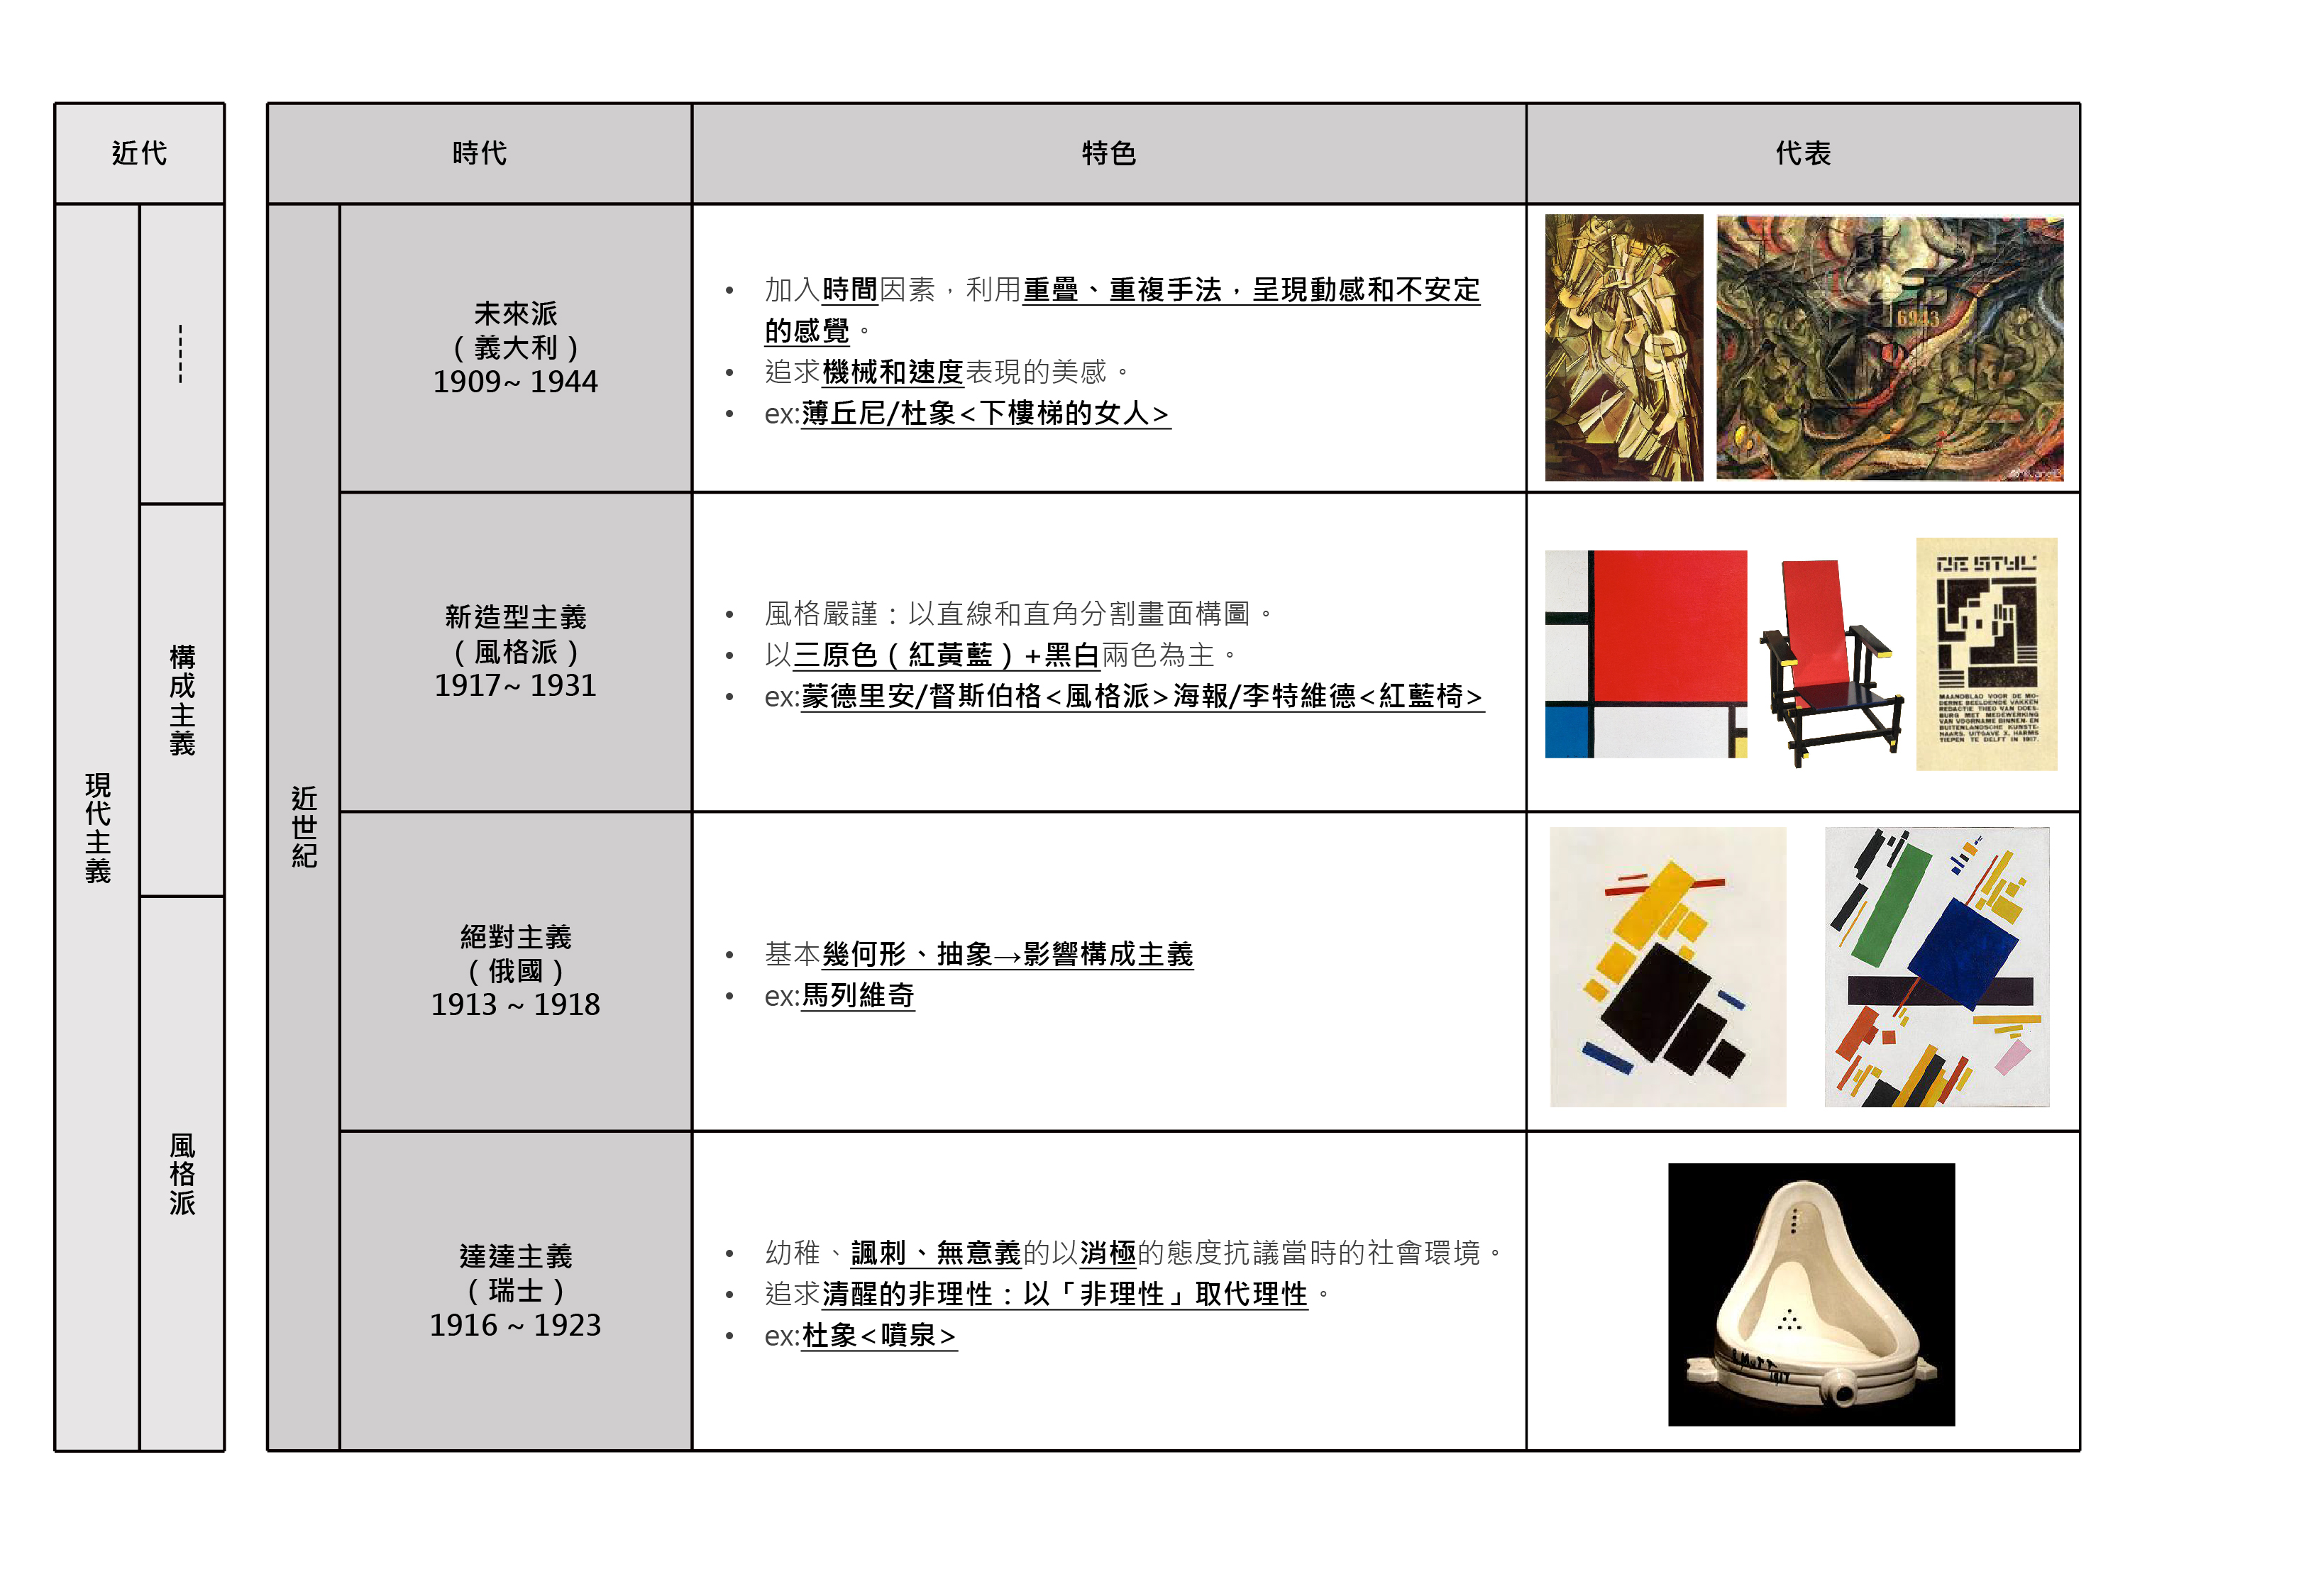 近代
時代
特色
代表
現代主義
構成主義
風格派
近世紀
未來派
（義大利）
1909~ 1944
• 加入時間因素，利用重疊、重複手法，呈現動感和不安定
的感覺。
• 追求機械和速度表現的美感。
• ex:薄丘尼/杜象<下樓梯的女人>
6943
新造型主義
（風格派）
1917~ 1931
• 風格嚴謹：以直線和直角分割畫面構圖。
• 以三原色（紅黃藍）+黑白兩色為主。
• ex:蒙德里安/督斯伯格<風格派>海報/李特維德<紅藍椅>
DE STYL
MAANDBLAD VOOR DE MO-
DERNE BEELDENDE VAKKEN
REDACTIE THEO VAN DOES-
BURG MET MEDEWERKING
VAN VOORNAME BINNEN- EN
BUITENLANDSCHE KUNSTE-
NAARS. UITGAVE X. HARMS
TIEPEN TE DELFT IN 1917.
絕對主義
（俄國）
1913 ~ 1918
• 基本幾何形、抽象→影響構成主義
• ex:馬列維奇
達達主義
（瑞士）
1916 ~ 1923
• 幼稚、諷刺、無意義的以消極的態度抗議當時的社會環境。
• 追求清醒的非理性：以「非理性」取代理性。
• ex:杜象<噴泉>
R.MUTT
1917